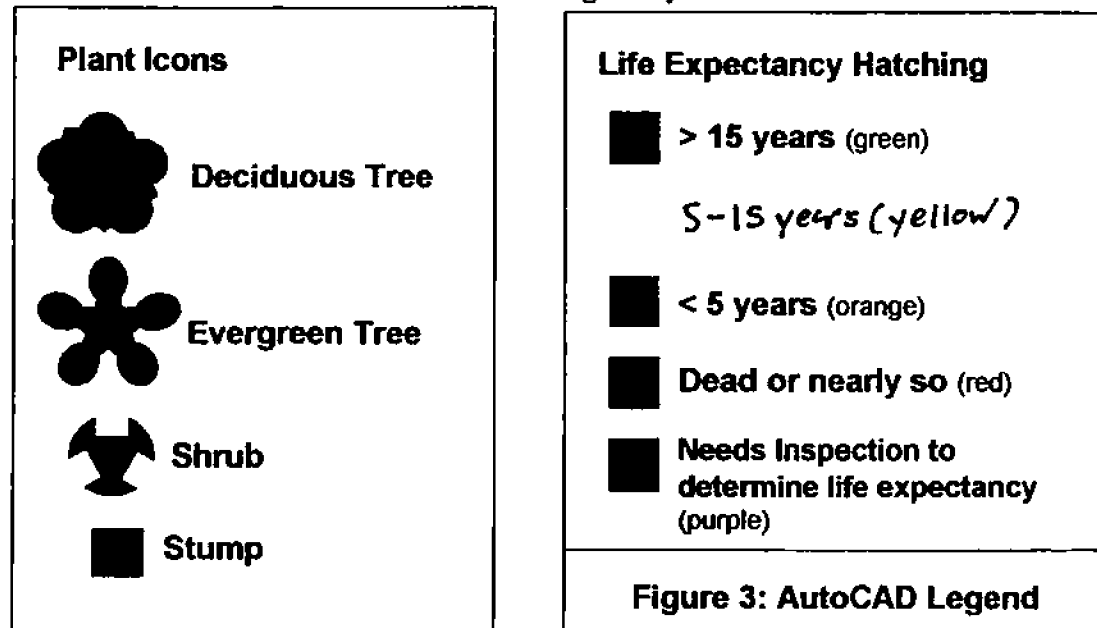 Plant Icons
Deciduous Tree
Evergreen Tree
Shrub
Stump
Life Expectancy Hatching
> 15 years (green)
5-15 years (yellow)
< 5 years (orange)
Dead or nearly so (red)
Needs Inspection to
determine life expectancy
(purple)
Figure 3: AutoCAD Legend